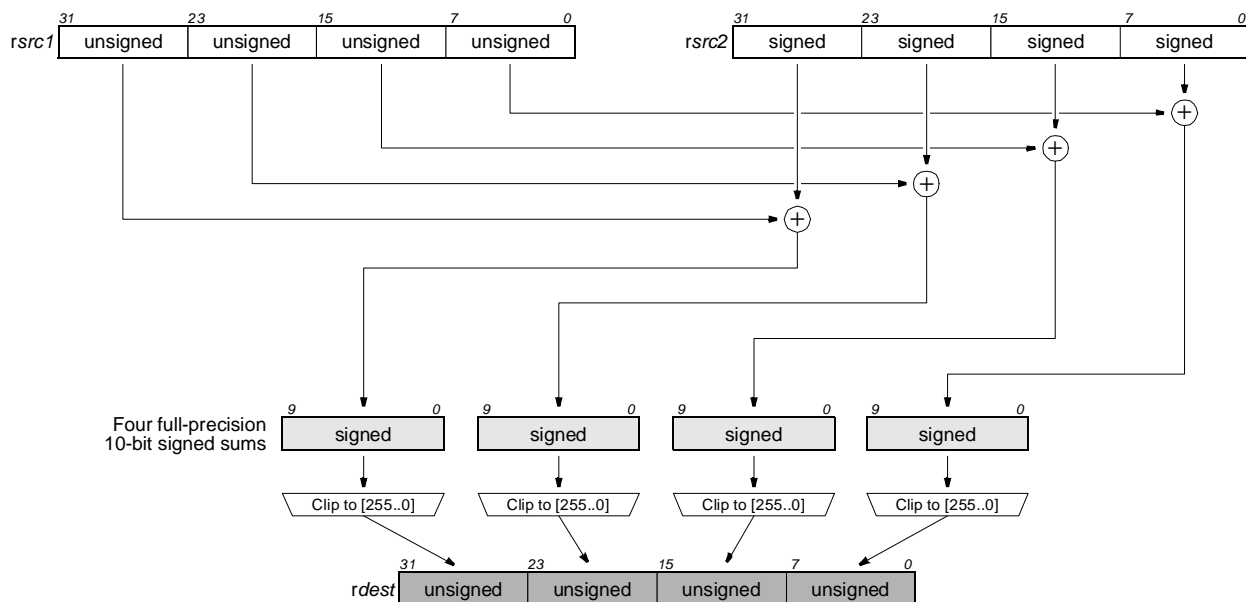 31 23 15 7 0 31 23 15 7 0
rsrc1 unsigned unsigned unsigned unsigned rsrc2 signed signed signed signed
+
+
+
+
9 0 9 0 9 0 9 0
Four full-precision
10-bit signed sums
signed signed signed signed
Clip to [255..0] Clip to [255..0] Clip to [255..0] Clip to [255..0]
31 23 15 7 0
rdest unsigned unsigned unsigned unsigned